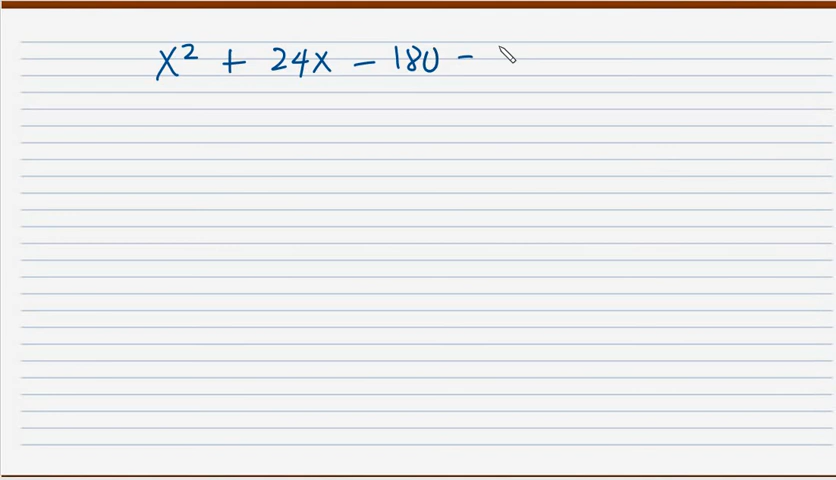 x² + 24x - 180 -